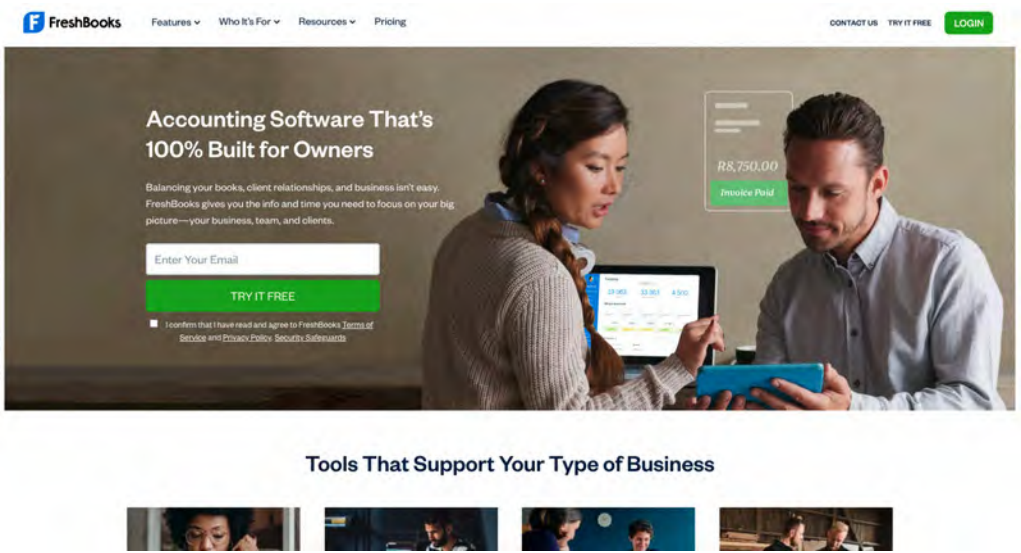 FreshBooks
Features
Who It's For
Resources
Pricing
CONTACT US
TRY IT FREE
LOGIN
Accounting Software That's
100% Built for Owners
Balancing your books, client relationships, and business isn't easy.
FreshBooks gives you the info and time you need to focus on your big
picture—your business, team, and clients.
Enter Your Email
TRY IT FREE
I confirm that I have read and agree to FreshBooks Terms of
Service and Privacy Policy, Security Safeguards
R8,750.00
Invoice Paid
Tools That Support Your Type of Business